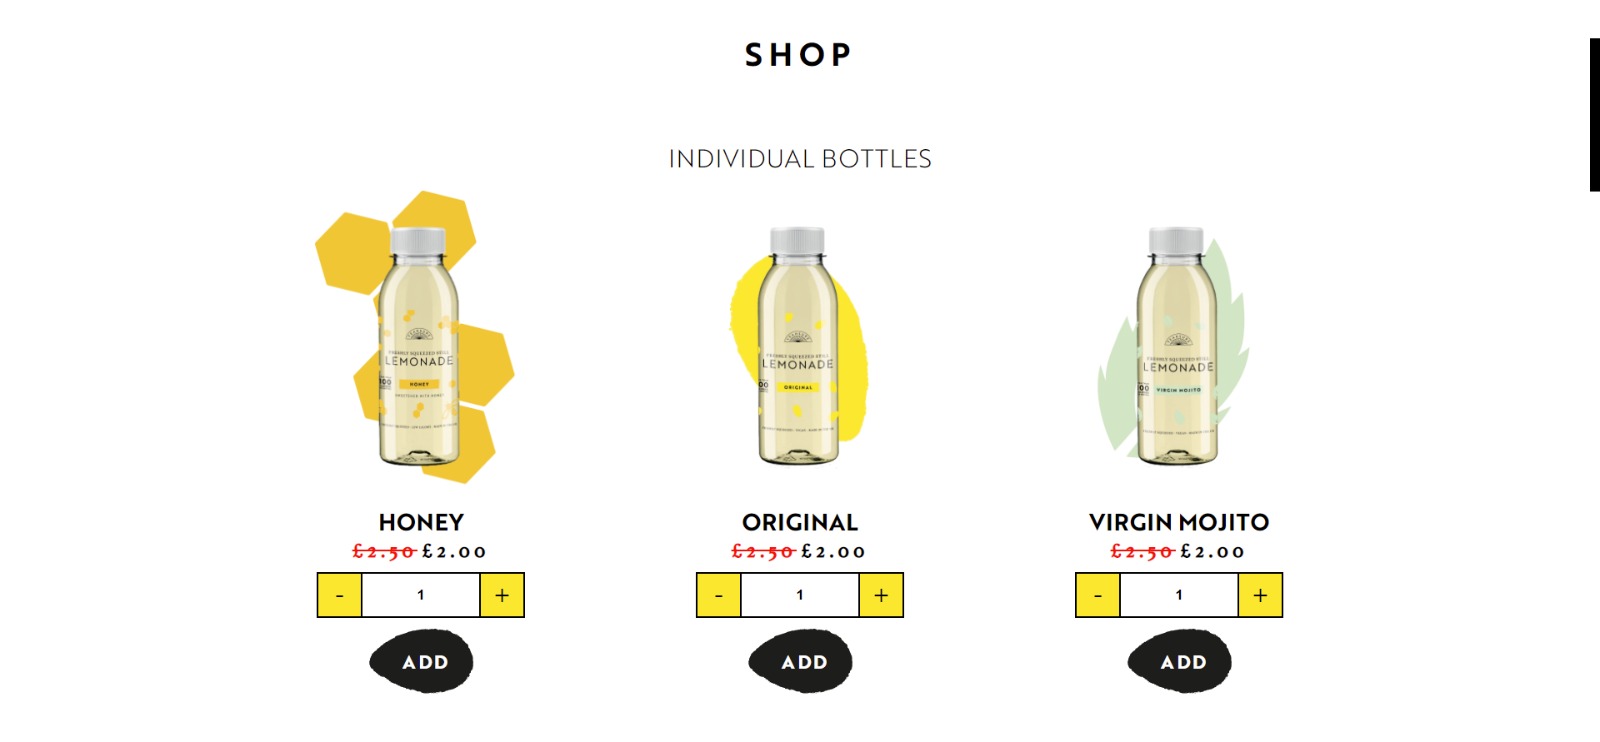 SHOP
INDIVIDUAL BOTTLES
LEMONADE
HONEY
LEMONADE
ORIGINAL
LEMONADE
VIRGIN MOJITO
HONEY
£2.50 £2.00
- 1 +
ADD
ORIGINAL
£2.50 £2.00
- 1 +
ADD
VIRGIN MOJITO
£2.50 £2.00
- 1 +
ADD